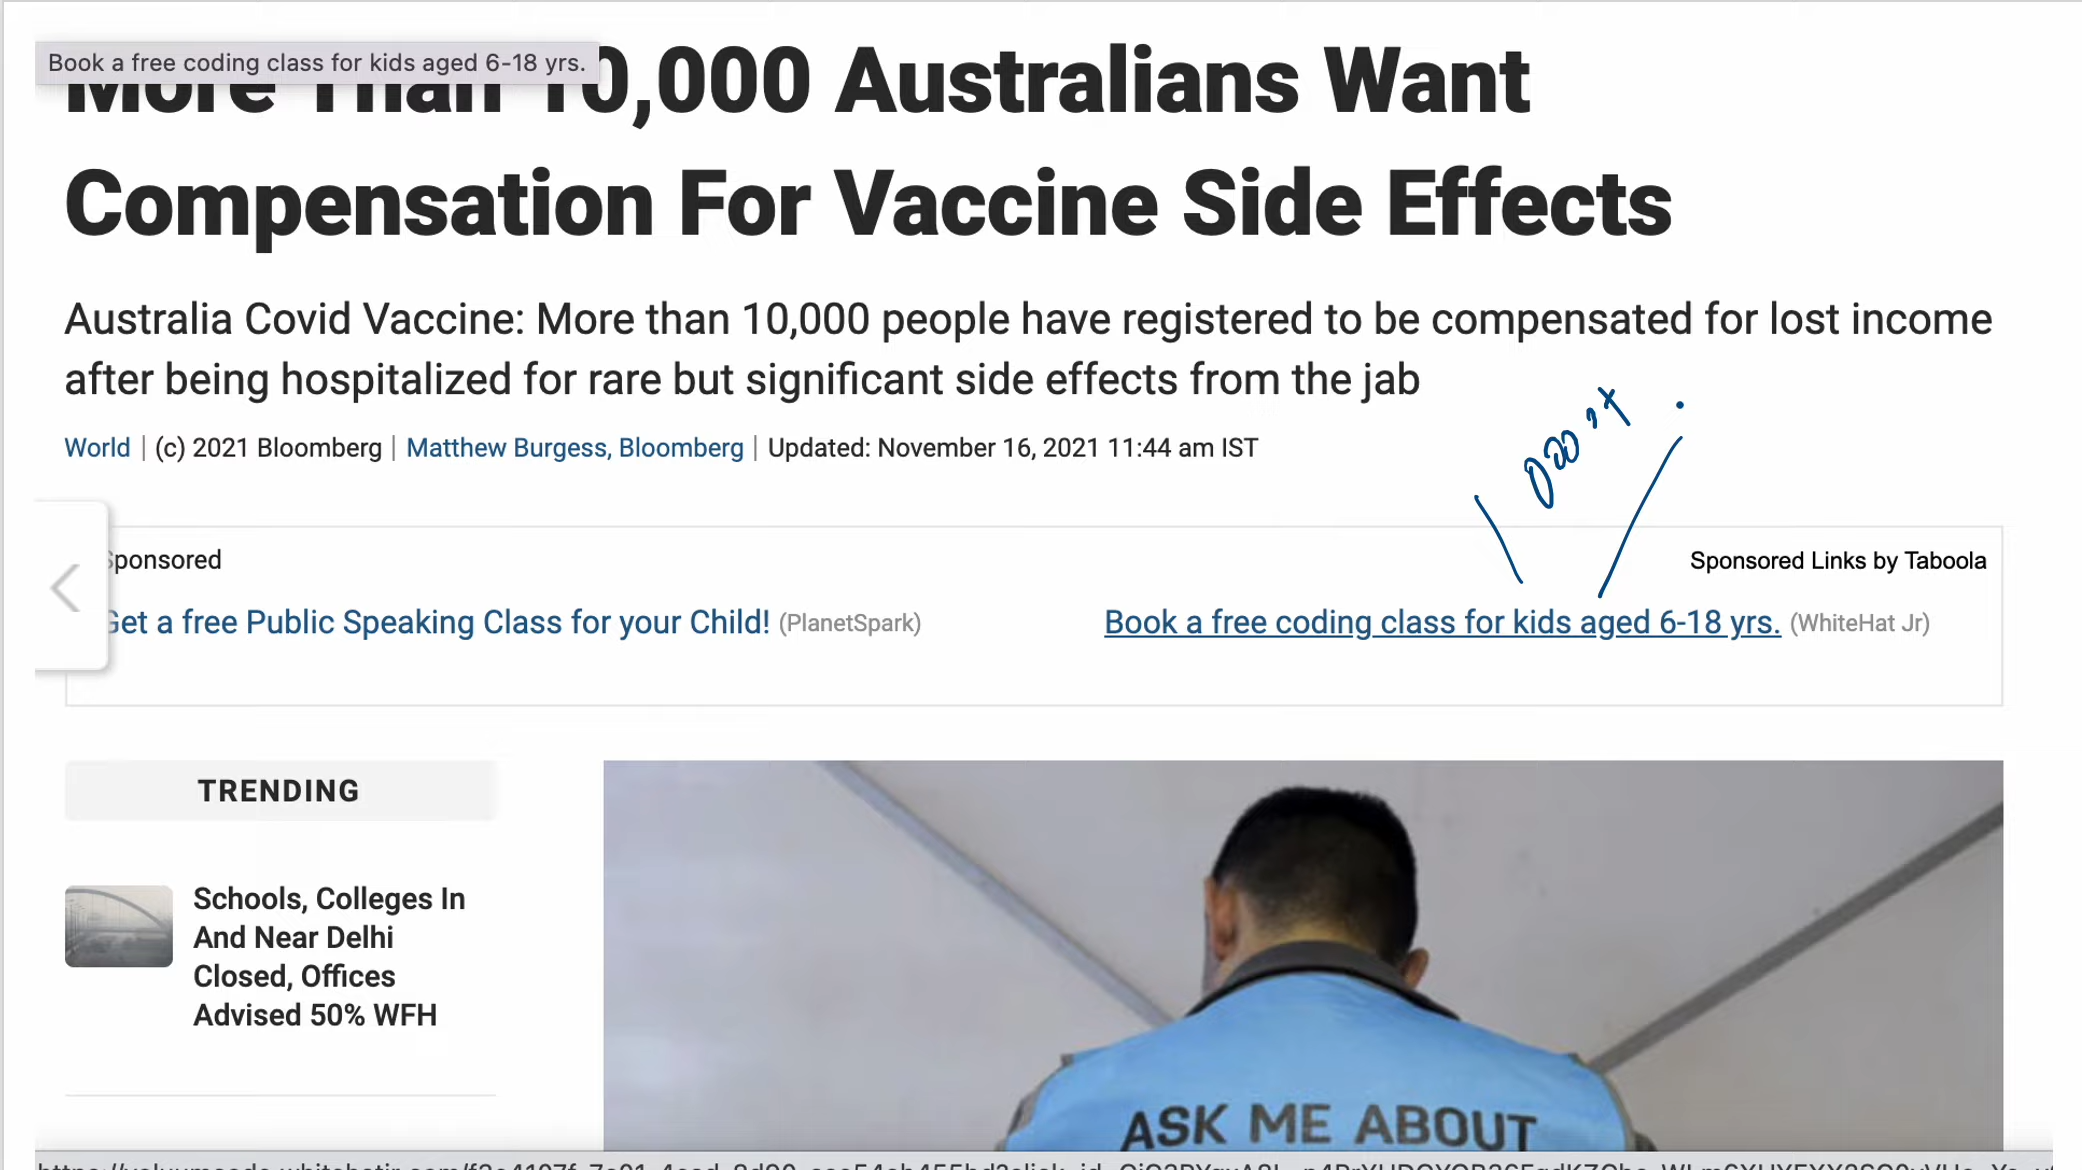 Book a free coding class for kids aged 6-18 yrs.
More Than 10,000 Australians Want
Compensation For Vaccine Side Effects
Australia Covid Vaccine: More than 10,000 people have registered to be compensated for lost income
after being hospitalized for rare but significant side effects from the jab
World | (c) 2021 Bloomberg | Matthew Burgess, Bloomberg | Updated: November 16, 2021 11:44 am IST
Sponsored
Sponsored Links by Taboola
Get a free Public Speaking Class for your Child! (PlanetSpark)
Book a free coding class for kids aged 6-18 yrs. (WhiteHat Jr)
TRENDING
Schools, Colleges In
And Near Delhi
Closed, Offices
Advised 50% WFH
ASK ME ABOUT